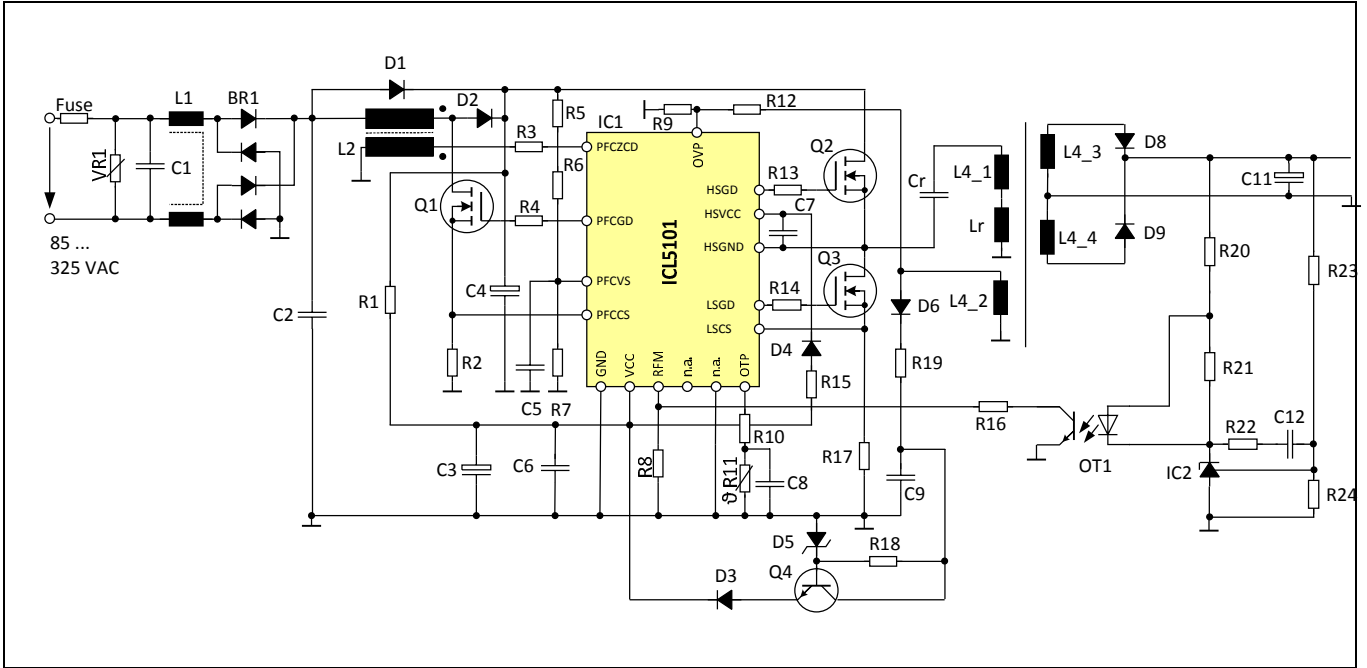 Fuse
L1
BR1
D1
D2
VR1
C1
L2
85 ...
325 VAC
C2
Q1
R1
R2
R3
R4
C4
R5
R6
IC1
ICL5101
PFCZCD
PFCGD
PFCVS
PFCCS
GND
VCC
RFM
n.a.
n.a.
OTP
OVP
HSGD
HSVCC
HSGND
LSGD
LSCS
R9
R12
R13
C7
R14
D4
R15
Q2
Q3
Cr
L4_1
Lr
L4_2
D6
R19
L4_3
L4_4
D8
D9
C11
R20
R23
R21
R22
C12
R24
IC2
OT1
R16
R17
C9
C5
R7
C3
C6
R8
R10
ϑ R11
C8
D5
R18
Q4
D3